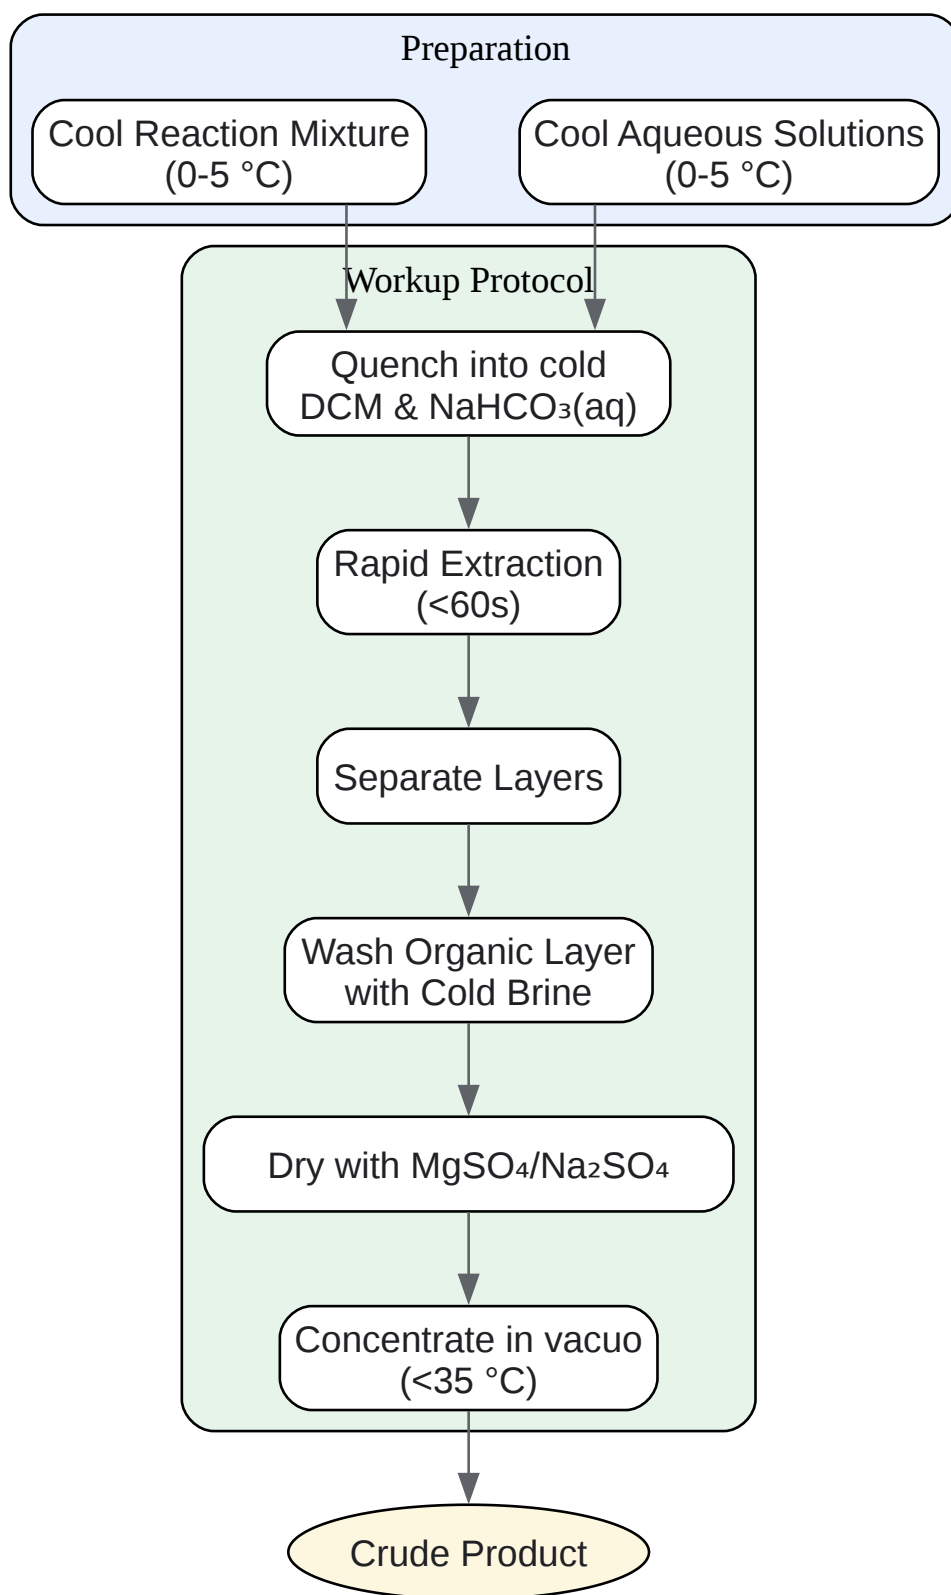 Preparation
Cool Reaction Mixture
(0-5 °C)
Cool Aqueous Solutions
(0-5 °C)
Workup Protocol
Quench into cold
DCM & NaHCO₃(aq)
Rapid Extraction
(<60s)
Separate Layers
Wash Organic Layer
with Cold Brine
Dry with MgSO₄/Na₂SO₄
Concentrate in vacuo
(<35 °C)
Crude Product